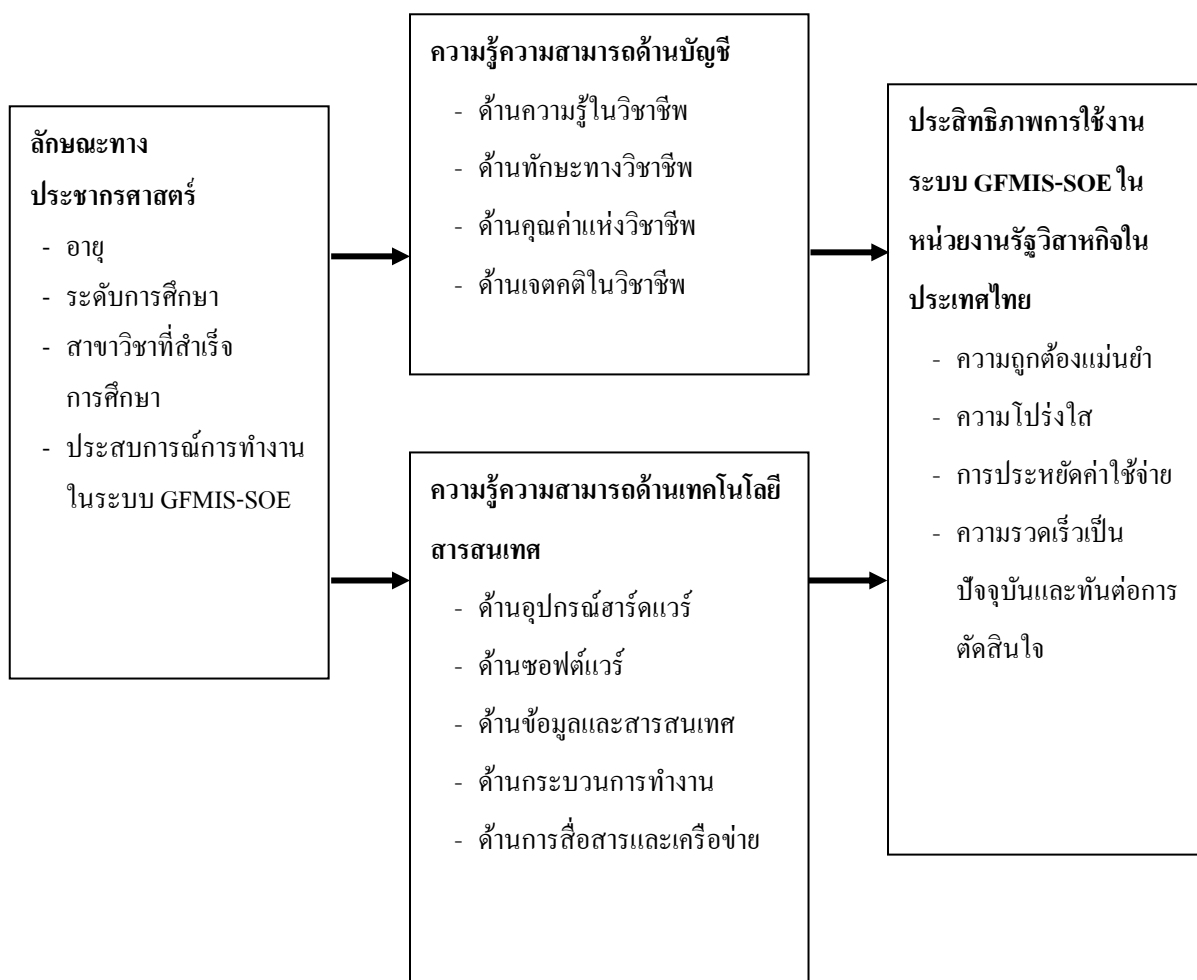 ลักษณะทาง
ประชากรศาสตร์
- อายุ
- ระดับการศึกษา
- สาขาวิชาที่สำเร็จ
การศึกษา
- ประสบการณ์การทำงาน
ในระบบ GFMIS-SOE
ความรู้ความสามารถด้านบัญชี
- ด้านความรู้ในวิชาชีพ
- ด้านทักษะทางวิชาชีพ
- ด้านคุณค่าแห่งวิชาชีพ
- ด้านเจตคติในวิชาชีพ
ความรู้ความสามารถด้านเทคโนโลยี
สารสนเทศ
- ด้านอุปกรณ์ฮาร์ดแวร์
- ด้านซอฟต์แวร์
- ด้านข้อมูลและสารสนเทศ
- ด้านกระบวนการทำงาน
- ด้านการสื่อสารและเครือข่าย
ประสิทธิภาพการใช้งาน
ระบบ GFMIS-SOE ใน
หน่วยงานรัฐวิสาหกิจใน
ประเทศไทย
- ความถูกต้องแม่นยำ
- ความโปร่งใส
- การประหยัดค่าใช้จ่าย
- ความรวดเร็วเป็น
ปัจจุบันและทันต่อการ
ตัดสินใจ